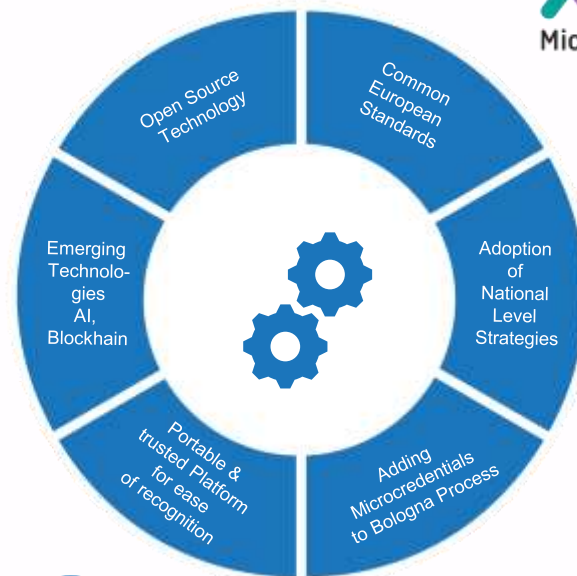 Mic
Open Source
Technology
Common
European
Standards
Emerging
Technolo-
gies
AI,
Blockhain
Adoption
of
National
Level
Strategies
Portable &
trusted Platform
for ease
of recognition
Adding
Microcredentials
to Bologna Process